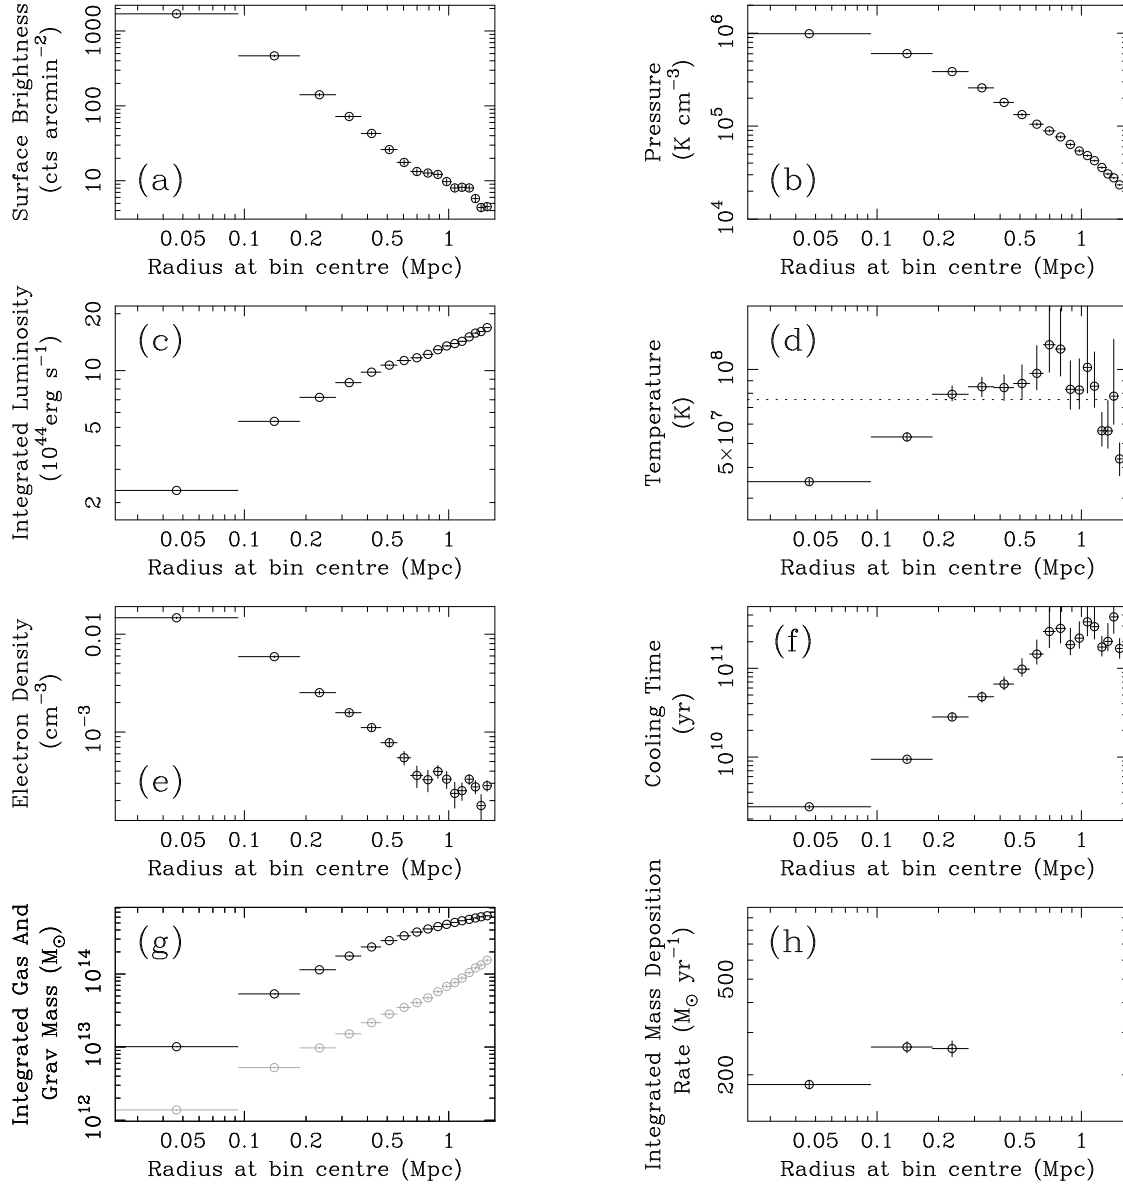 Surface Brightness
(cts arcmin⁻²)
1000
100
10
(a)
0.05 0.1 0.2 0.5 1
Radius at bin centre (Mpc)
Pressure
(K cm⁻³)
10⁶
10⁵
10⁴
(b)
0.05 0.1 0.2 0.5 1
Radius at bin centre (Mpc)
Integrated Luminosity
(10⁴⁴erg s⁻¹)
20
10
5
2
(c)
0.05 0.1 0.2 0.5 1
Radius at bin centre (Mpc)
Temperature
(K)
10⁸
5×10⁷
(d)
0.05 0.1 0.2 0.5 1
Radius at bin centre (Mpc)
Electron Density
(cm⁻³)
0.01
10⁻³
(e)
0.05 0.1 0.2 0.5 1
Radius at bin centre (Mpc)
Cooling Time
(yr)
10¹¹
10¹⁰
(f)
0.05 0.1 0.2 0.5 1
Radius at bin centre (Mpc)
Integrated Gas And
Grav Mass (M☉)
10¹⁴
10¹³
10¹²
(g)
0.05 0.1 0.2 0.5 1
Radius at bin centre (Mpc)
Integrated Mass Deposition
Rate (M☉ yr⁻¹)
500
200
(h)
0.05 0.1 0.2 0.5 1
Radius at bin centre (Mpc)